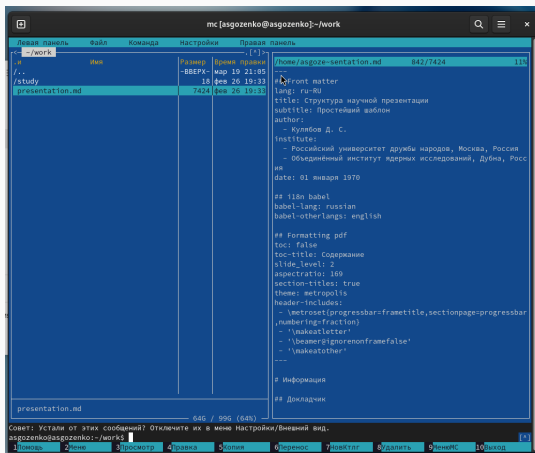 mc [asgozenko@asgozenko]:~/work
Левая панель Файл Команда Настройки Правая панель
<- ~/work .[^]>
.и Имя Размер Время правки
/.. -ВВЕРХ- мар 19 21:05
/study 18 фев 26 19:33
presentation.md 7424 фев 26 19:33
presentation.md
64G / 99G (64%)
/home/asgoze~sentation.md 842/7424 11%
---
## Front matter
lang: ru-RU
title: Структура научной презентации
subtitle: Простейший шаблон
author:
- Кулябов Д. С.
institute:
- Российский университет дружбы народов, Москва, Россия
- Объединённый институт ядерных исследований, Дубна, Росс
ия
date: 01 января 1970
## i18n babel
babel-lang: russian
babel-otherlangs: english
## Formatting pdf
toc: false
toc-title: Содержание
slide_level: 2
aspectratio: 169
section-titles: true
theme: metropolis
header-includes:
- \metroset{progressbar=frametitle,sectionpage=progressbar
,numbering=fraction}
- '\makeatletter'
- '\beamer@ignorenonframefalse'
- '\makeatother'
---
# Информация
## Докладчик
Совет: Устали от этих сообщений? Отключите их в меню Настройки/Внешний вид.
asgozenko@asgozenko:~/work$ [^]
1Помощь 2Меню 3Просмотр 4Правка 5Копия 6Перенос 7НовКтлг 8Удалить 9МенюMC 10Выход